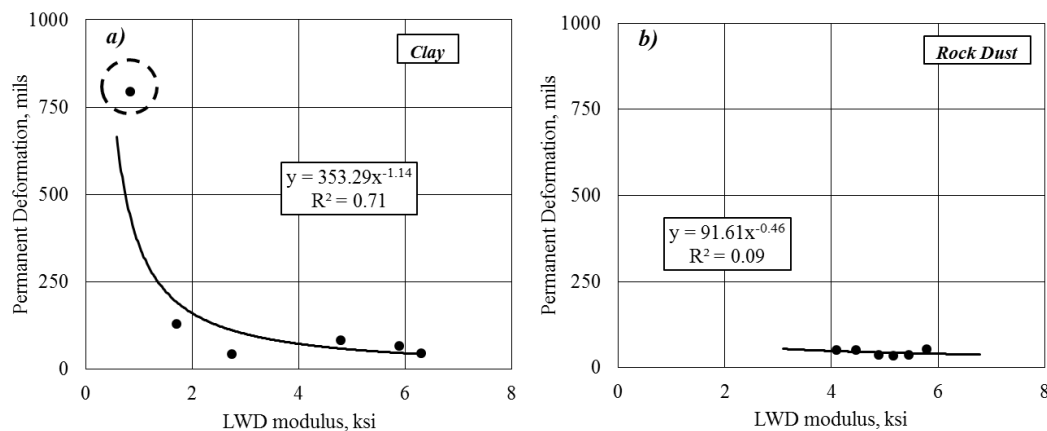 a)
Clay
Permanent Deformation, mils
1000
750
500
250
0
y = 353.29x^-1.14
R² = 0.71
0 2 4 6 8
LWD modulus, ksi
b)
Rock Dust
Permanent Deformation, mils
1000
750
500
250
0
y = 91.61x^-0.46
R² = 0.09
0 2 4 6 8
LWD modulus, ksi